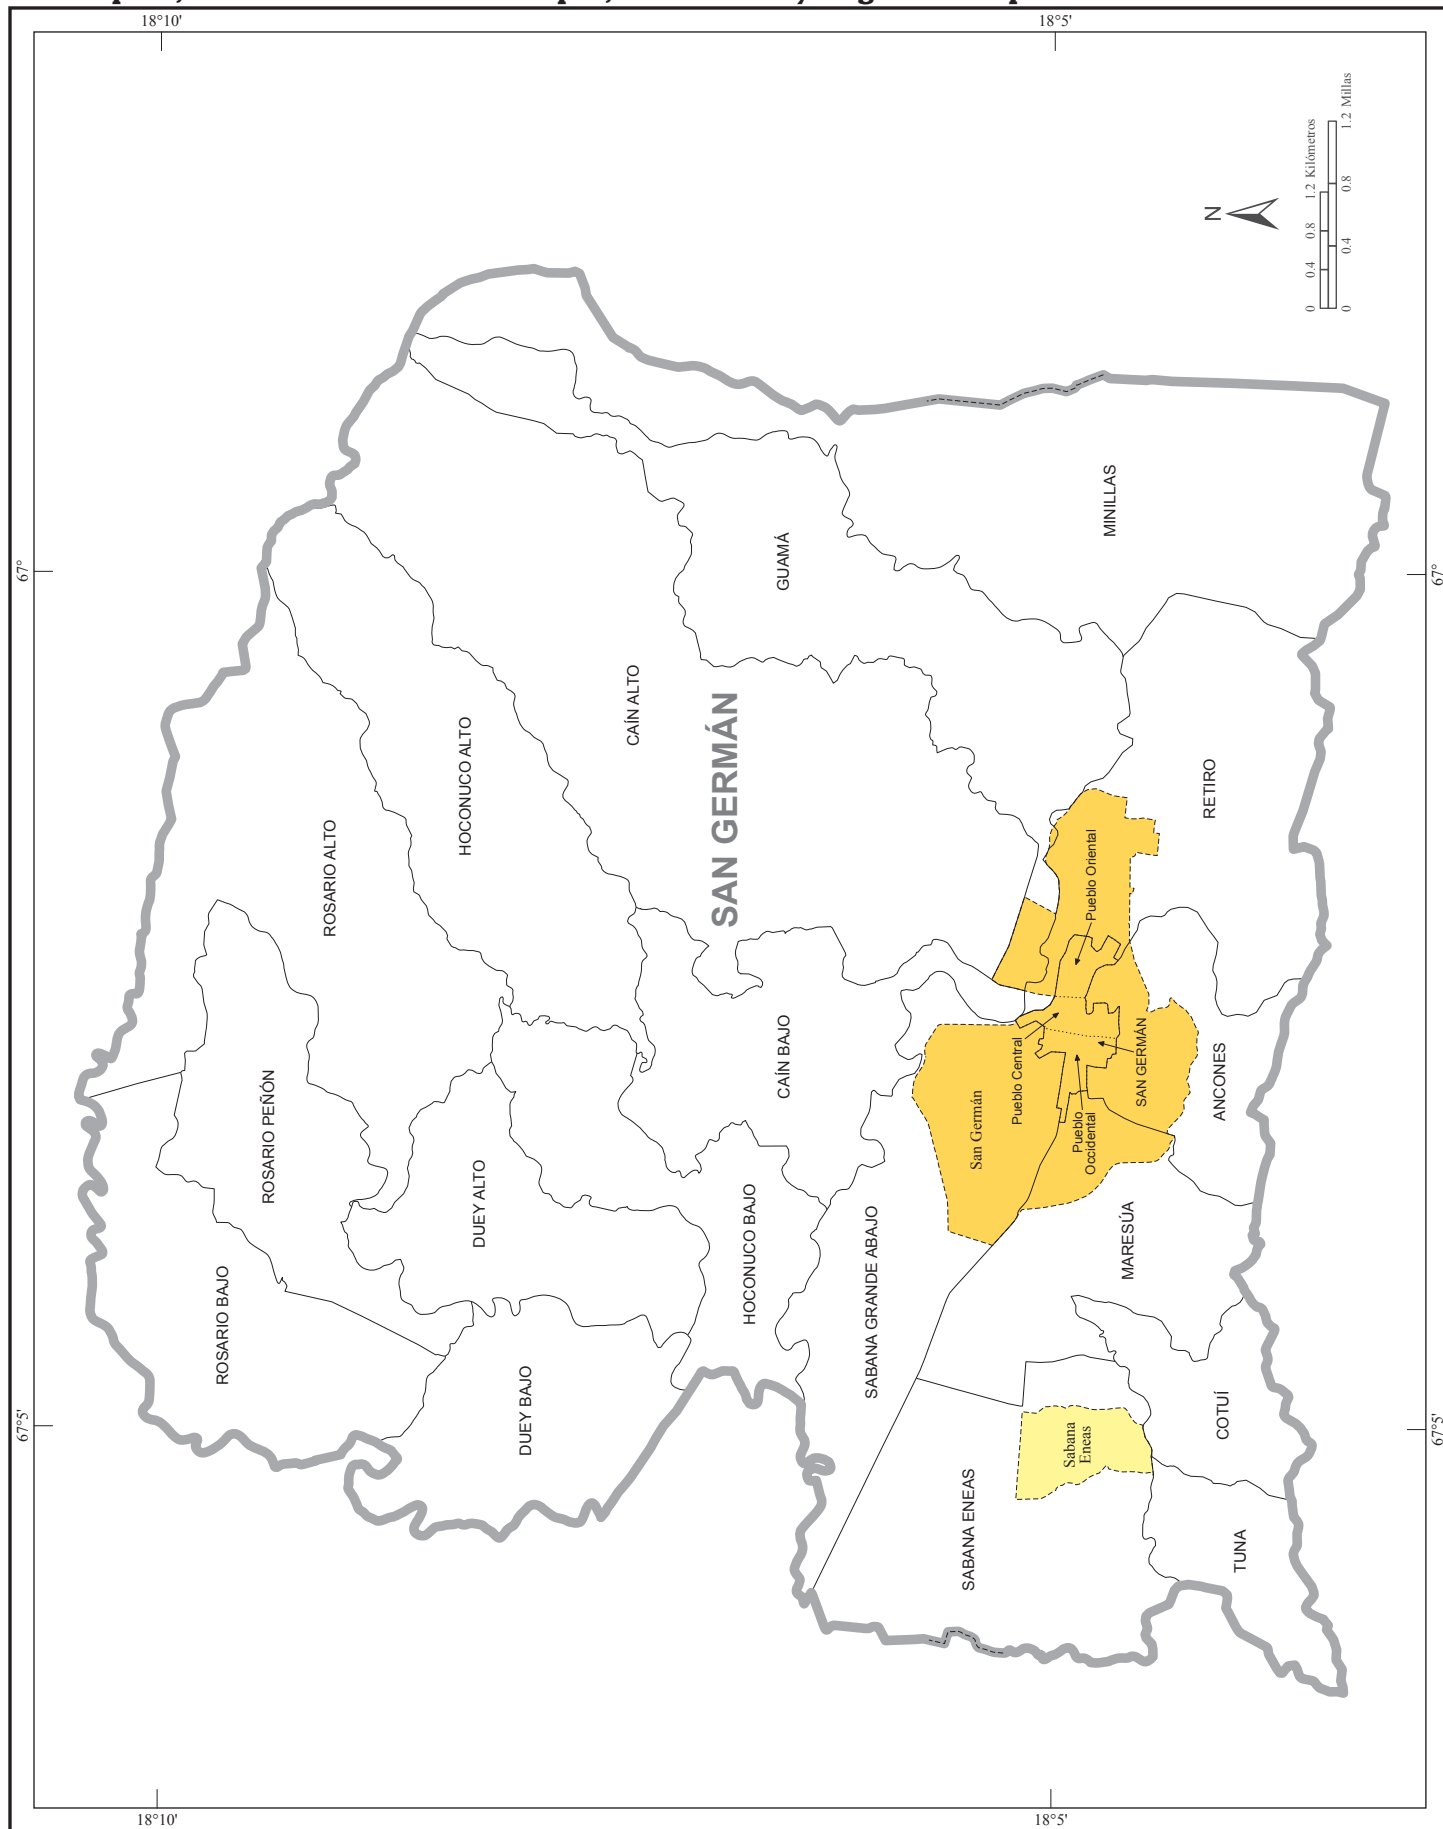 18°10'
18°5'
67°
67°
67°5'
67°5'
18°10'
18°5'
N
0 0.4 0.8 1.2 Kilómetros
0 0.4 0.8 1.2 Millas
SAN GERMÁN
ROSARIO BAJO
ROSARIO PEÑÓN
ROSARIO ALTO
HOCONUCO ALTO
DUEY ALTO
DUEY BAJO
CAÍN ALTO
HOCONUCO BAJO
CAÍN BAJO
GUAMÁ
SABANA GRANDE ABAJO
SABANA ENEAS
San Germán
Pueblo Central
Pueblo
Occidental
Pueblo Oriental
SAN GERMÁN
Sabana
Eneas
MINILLAS
MARESÚA
RETIRO
ANCONES
COTUÍ
TUNA